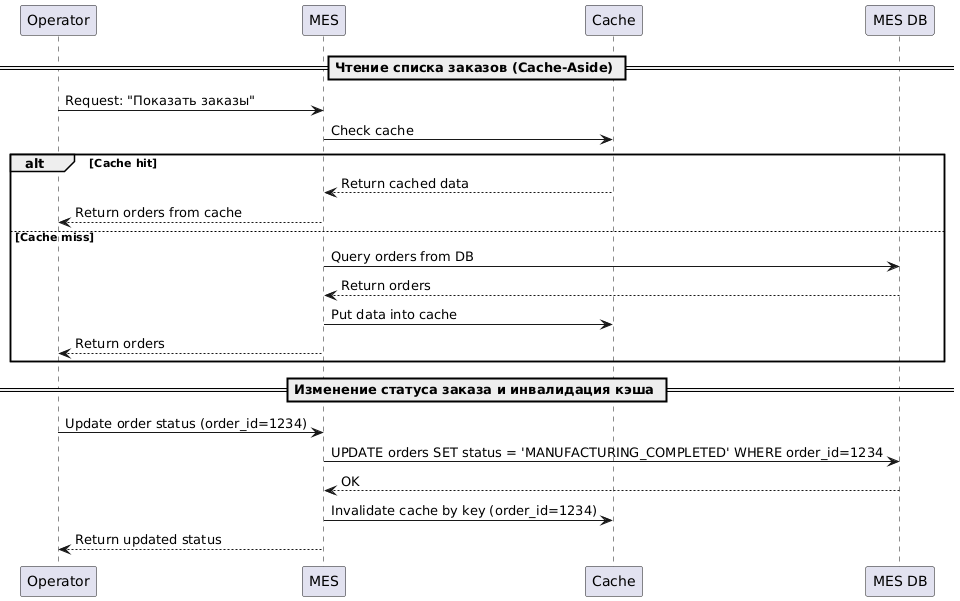 Operator MES Cache MES DB
Чтение списка заказов (Cache-Aside)
Request: "Показать заказы"
Check cache
alt [Cache hit]
Return cached data
Return orders from cache
[Cache miss]
Query orders from DB
Return orders
Put data into cache
Return orders
Изменение статуса заказа и инвалидация кэша
Update order status (order_id=1234)
UPDATE orders SET status = 'MANUFACTURING_COMPLETED' WHERE order_id=1234
OK
Invalidate cache by key (order_id=1234)
Return updated status
Operator MES Cache MES DB